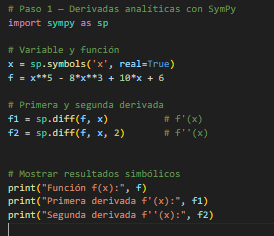 # Paso 1 — Derivadas analíticas con SymPy
import sympy as sp
# Variable y función
x = sp.symbols('x', real=True)
f = x**5 - 8*x**3 + 10*x + 6
# Primera y segunda derivada
f1 = sp.diff(f, x)          # f'(x)
f2 = sp.diff(f, x, 2)       # f''(x)
# Mostrar resultados simbólicos
print("Función f(x):", f)
print("Primera derivada f'(x):", f1)
print("Segunda derivada f''(x):", f2)